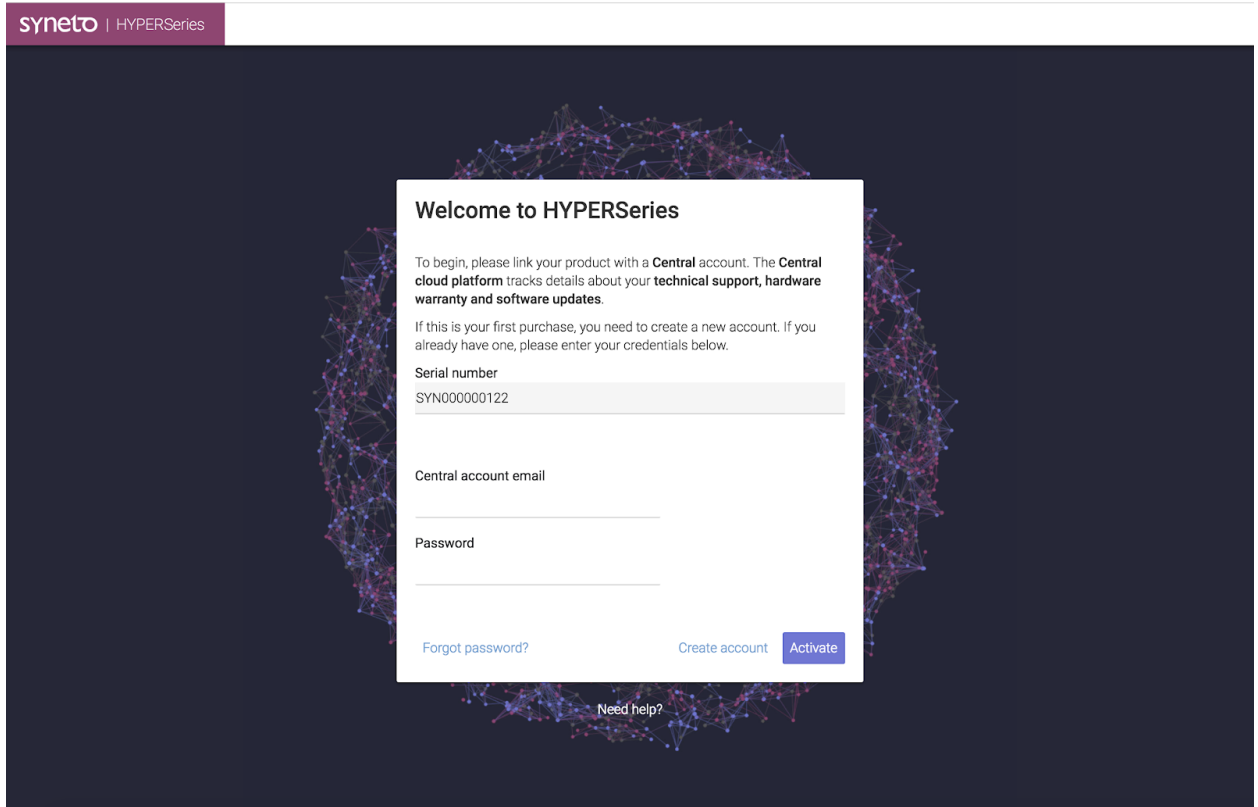 syneto | HYPERSeries
Welcome to HYPERSeries
To begin, please link your product with a Central account. The Central
cloud platform tracks details about your technical support, hardware
warranty and software updates.
If this is your first purchase, you need to create a new account. If you
already have one, please enter your credentials below.
Serial number
SYN000000122
Central account email
Password
Forgot password? Create account Activate
Need help?